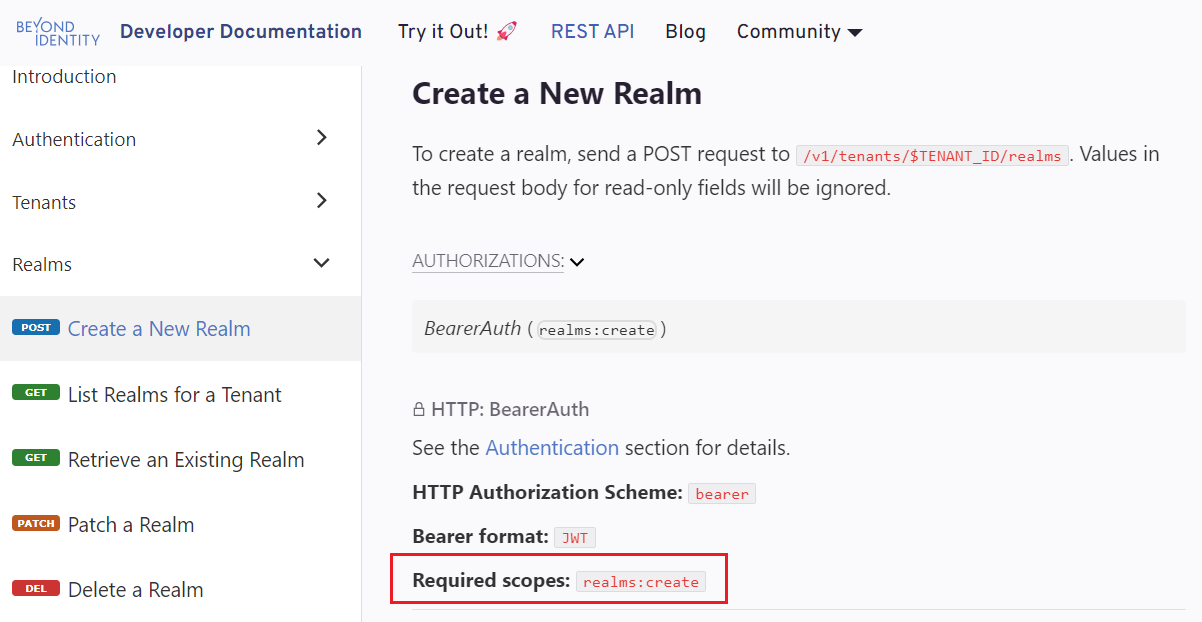 BEYOND
IDENTITY
Developer Documentation
Try it Out! 🚀
REST API
Blog
Community
Introduction
Authentication
Tenants
Realms
POST Create a New Realm
GET List Realms for a Tenant
GET Retrieve an Existing Realm
PATCH Patch a Realm
DEL Delete a Realm
Create a New Realm
To create a realm, send a POST request to /v1/tenants/$TENANT_ID/realms. Values in
the request body for read-only fields will be ignored.
AUTHORIZATIONS:
BearerAuth (realms:create)
HTTP: BearerAuth
See the Authentication section for details.
HTTP Authorization Scheme: bearer
Bearer format: JWT
Required scopes: realms:create